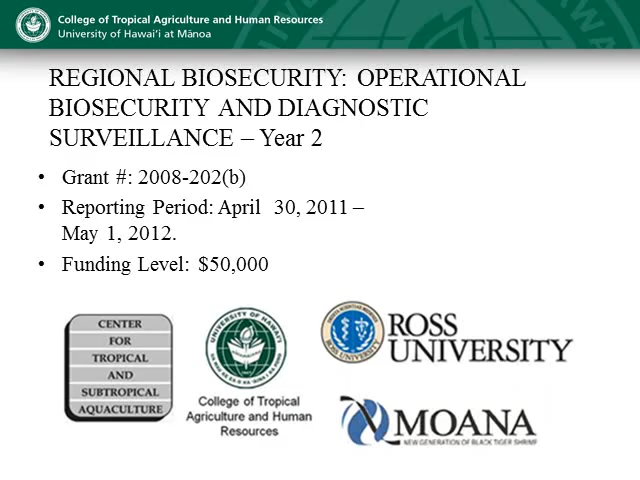 College of Tropical Agriculture and Human Resources
University of Hawai‘i at Mānoa
REGIONAL BIOSECURITY: OPERATIONAL
BIOSECURITY AND DIAGNOSTIC
SURVEILLANCE – Year 2
• Grant #: 2008-202(b)
• Reporting Period: April 30, 2011 –
May 1, 2012.
• Funding Level: $50,000
CENTER
FOR
TROPICAL
AND
SUBTROPICAL
AQUACULTURE
UNIVERSITY OF HAWAI‘I
College of Tropical
Agriculture and Human
Resources
ROSS
UNIVERSITY
MOANA
NEW GENERATION OF BLACK TIGER SHRIMP